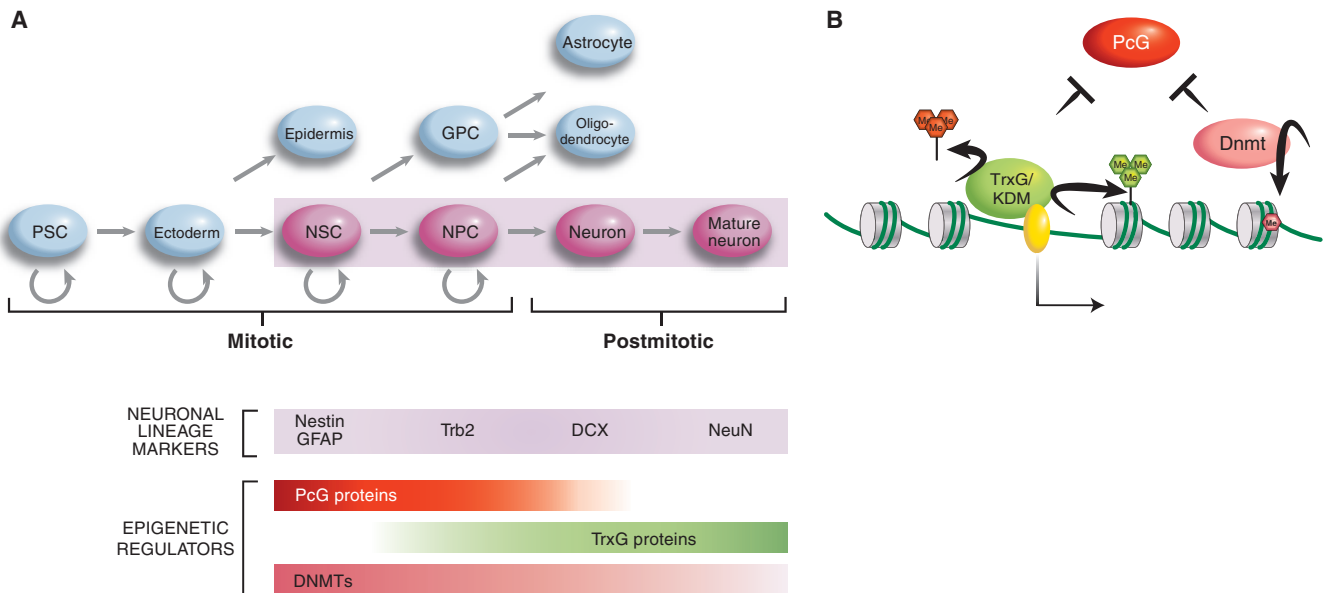 A
Astrocyte
Epidermis
GPC
Oligo-
dendrocyte
PSC
Ectoderm
NSC
NPC
Neuron
Mature
neuron
Mitotic
Postmitotic
NEURONAL
LINEAGE
MARKERS
Nestin
GFAP
Trb2
DCX
NeuN
EPIGENETIC
REGULATORS
PcG proteins
TrxG proteins
DNMTs
B
PcG
Me Me
Me
Dnmt
TrxG/
KDM
Me Me
Me
Me